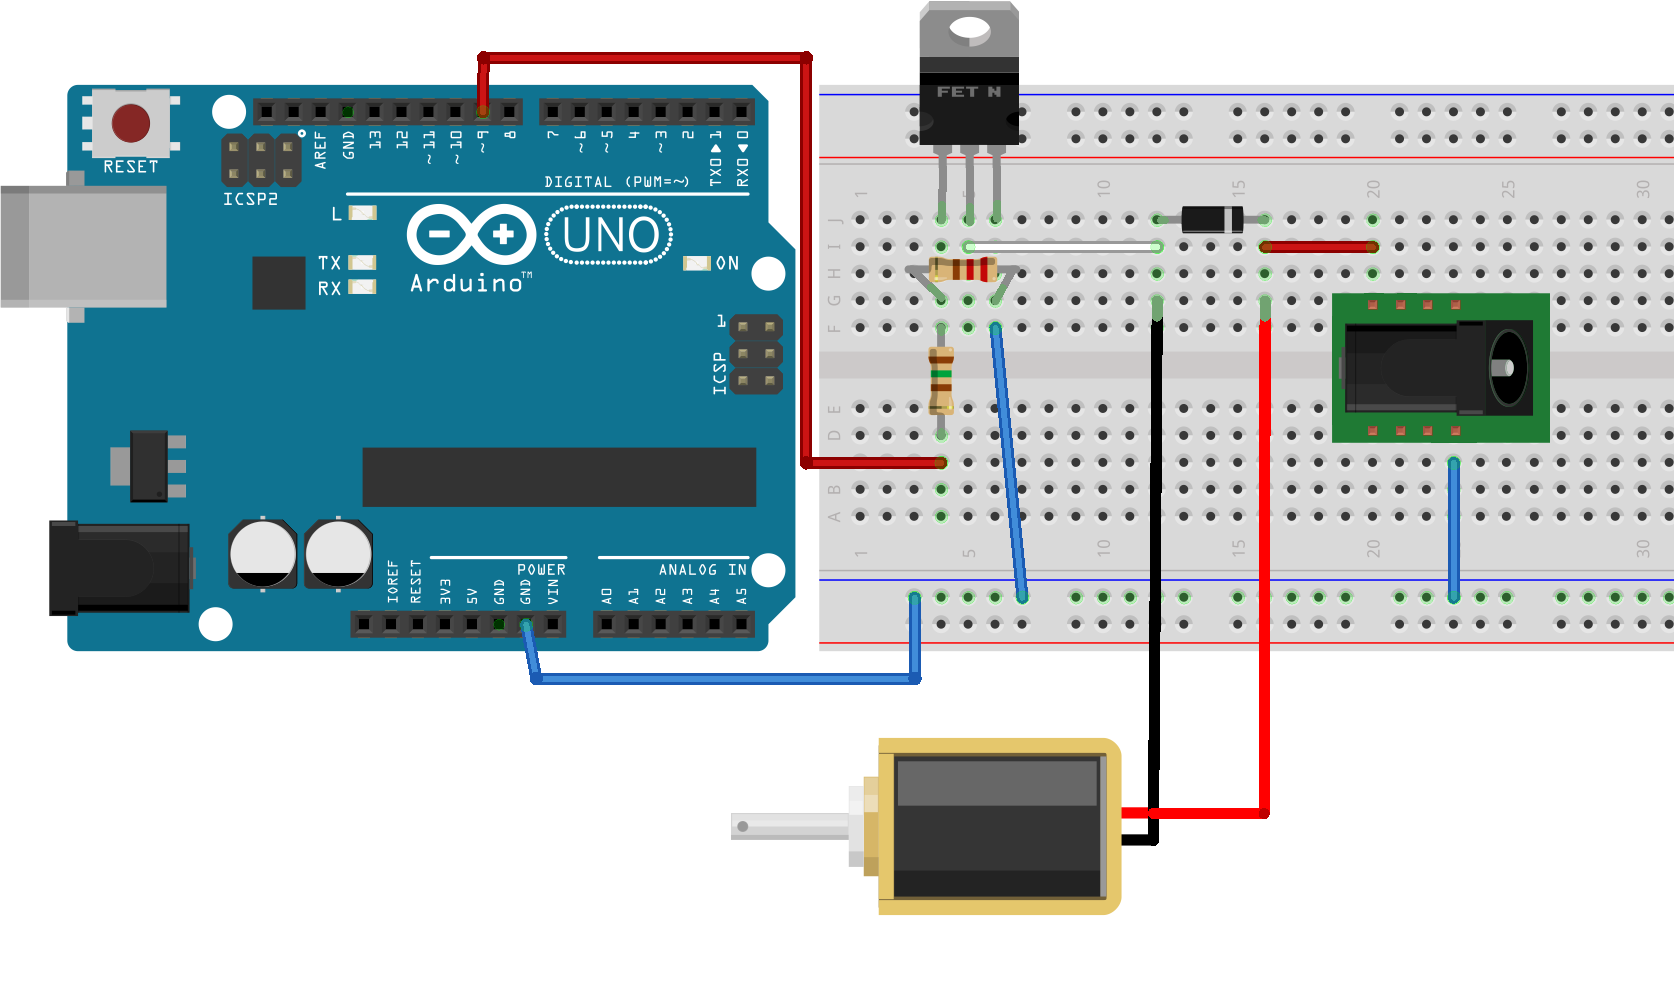 FET N
RESET
ICSP2
AREF
GND
13
12
~11
~10
~9
8
7
~6
~5
4
~3
2
TX0▶1
RX0◀0
DIGITAL (PWM=~)
L
TX
RX
UNO
ON
Arduino™
1
ICSP
IOREF
RESET
3V3
5V
GND
GND
VIN
POWER
A0
A1
A2
A3
A4
A5
ANALOG IN
1
5
10
15
20
25
30
J
I
H
G
F
E
D
B
A
1
5
10
15
20
30